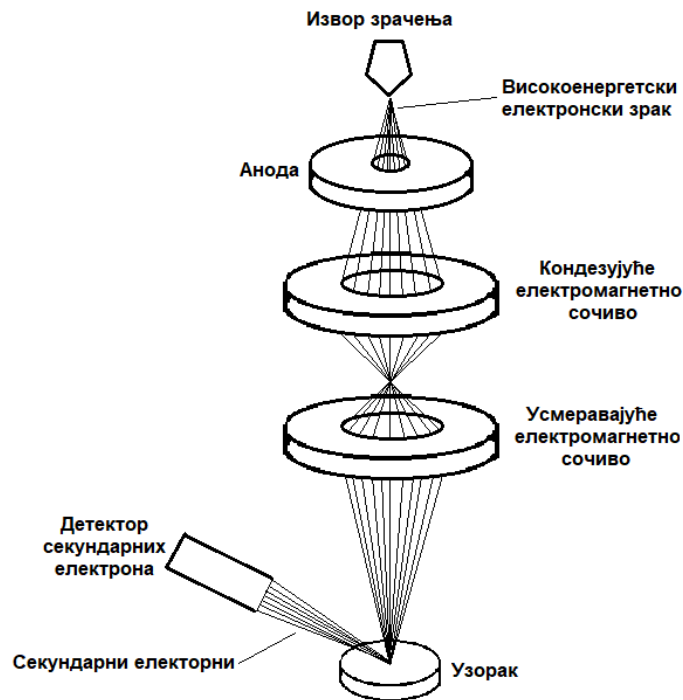 Извор зрачења
Високоенергетски
електронски зрак
Анода
Кондезујуће
електромагнетно
сочиво
Усмеравајуће
електромагнетно
сочиво
Детектор
секундарних
електрона
Секундарни електорни
Узорак